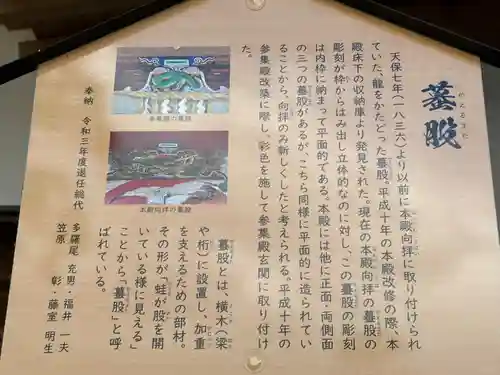 蟇股
かえるまた
天保七年(一八三六)より以前に本殿向拝に取り付けられ
ていた、龍をかたどった蟇股。平成十年の本殿改修の際、本
殿床下の収納庫より発見された。現在の本殿向拝の蟇股の
彫刻が枠からはみ出し立体的なのに対し、この蟇股の彫刻
は内枠に納まって平面的である。本殿には他に正面・両側面
の三つの蟇股があるが、こちら同様に平面的に造られてい
ることから、向拝のみ新しくしたと考えられる。平成十年の
参集殿改築に際し、彩色を施して参集殿玄関に取り付け
た。
参集殿の蟇股
本殿向拝の蟇股
蟇股とは、横木(梁
や桁)に設置し、加重
を支えるための部材。
その形が、蛙が股を開
いている様に見える
ことから「蟇股」と呼
ばれている。
奉納 令和三年度退任総代
多羅尾 充男・福井 一夫
笠原 彰・藤室 明生